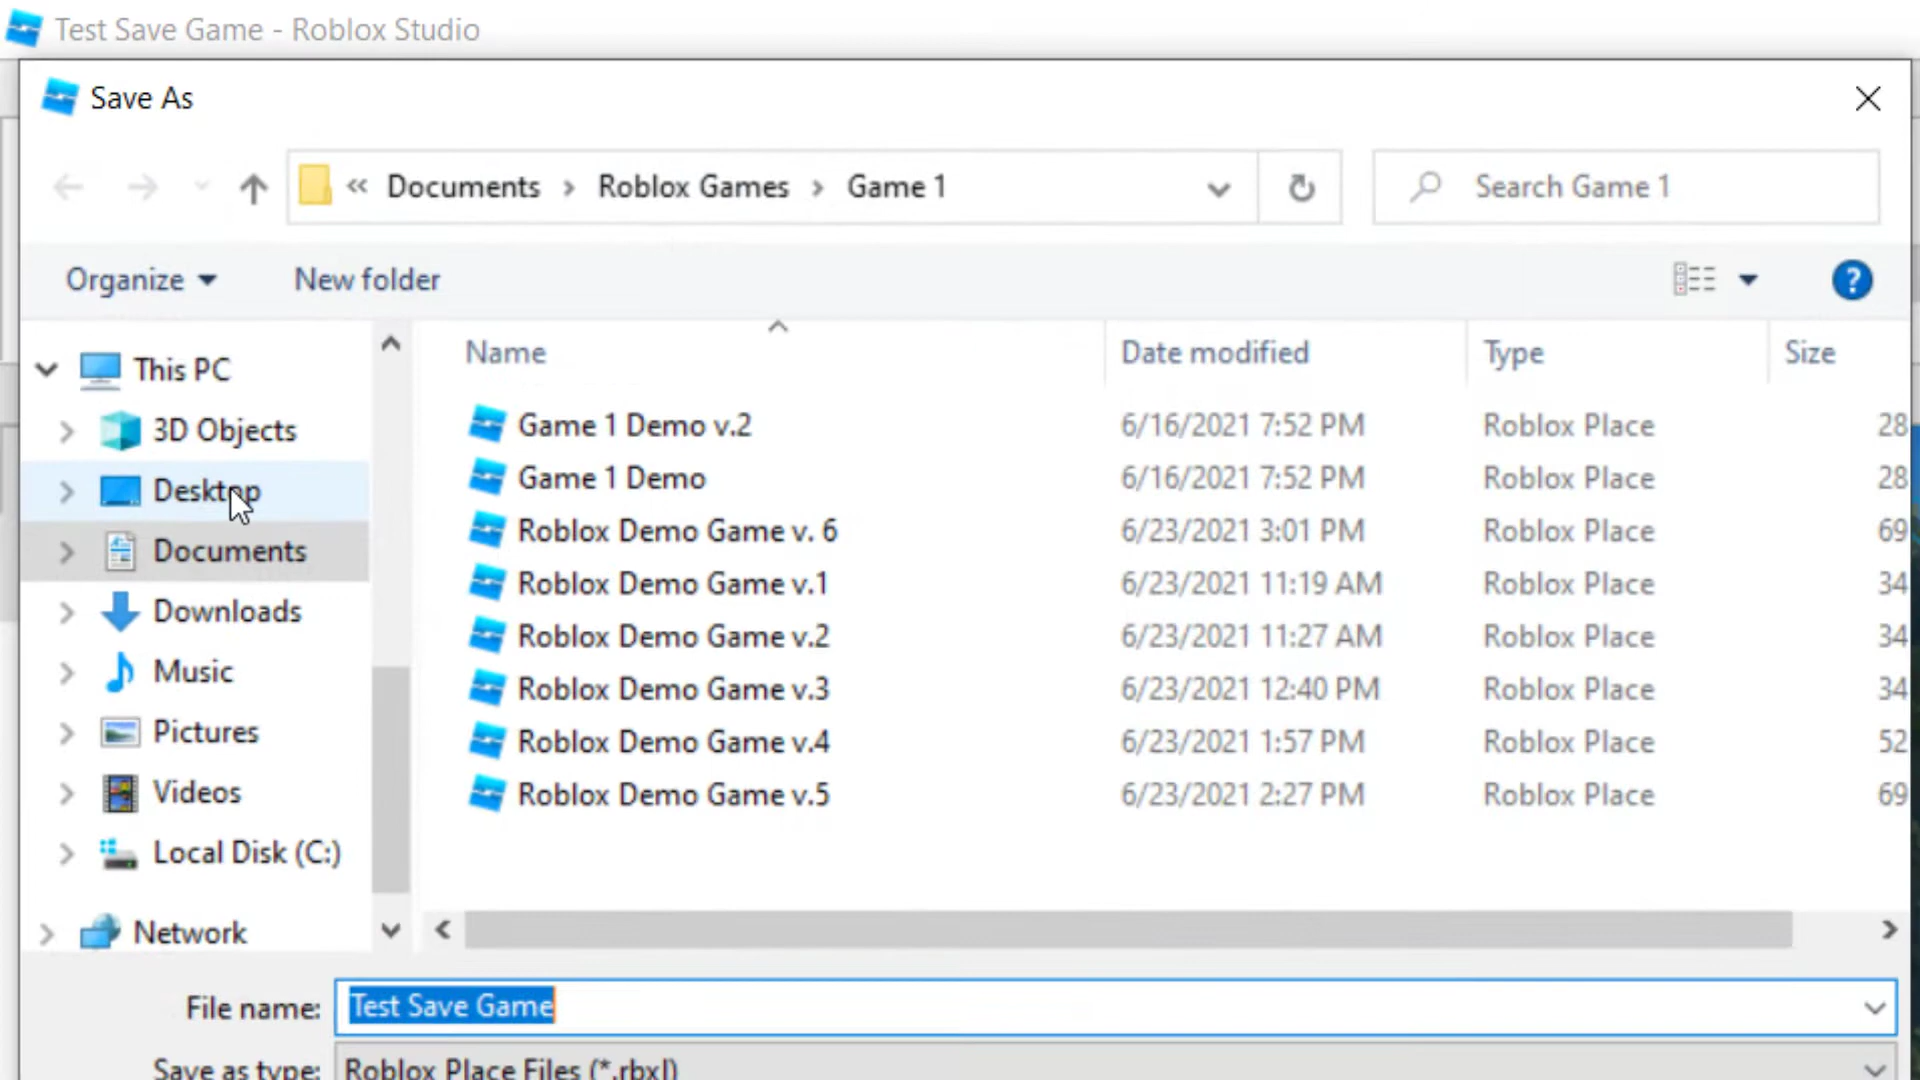 Test Save Game - Roblox Studio
Save As
« Documents > Roblox Games > Game 1
Search Game 1
Organize
New folder
?
This PC
3D Objects
Desktop
Documents
Downloads
Music
Pictures
Videos
Local Disk (C:)
Network
Name Date modified Type Size
Game 1 Demo v.2 6/16/2021 7:52 PM Roblox Place 28
Game 1 Demo 6/16/2021 7:52 PM Roblox Place 28
Roblox Demo Game v. 6 6/23/2021 3:01 PM Roblox Place 69
Roblox Demo Game v.1 6/23/2021 11:19 AM Roblox Place 34
Roblox Demo Game v.2 6/23/2021 11:27 AM Roblox Place 34
Roblox Demo Game v.3 6/23/2021 12:40 PM Roblox Place 34
Roblox Demo Game v.4 6/23/2021 1:57 PM Roblox Place 52
Roblox Demo Game v.5 6/23/2021 2:27 PM Roblox Place 69
File name: Test Save Game
Save as type: Roblox Place Files (*.rbxl)